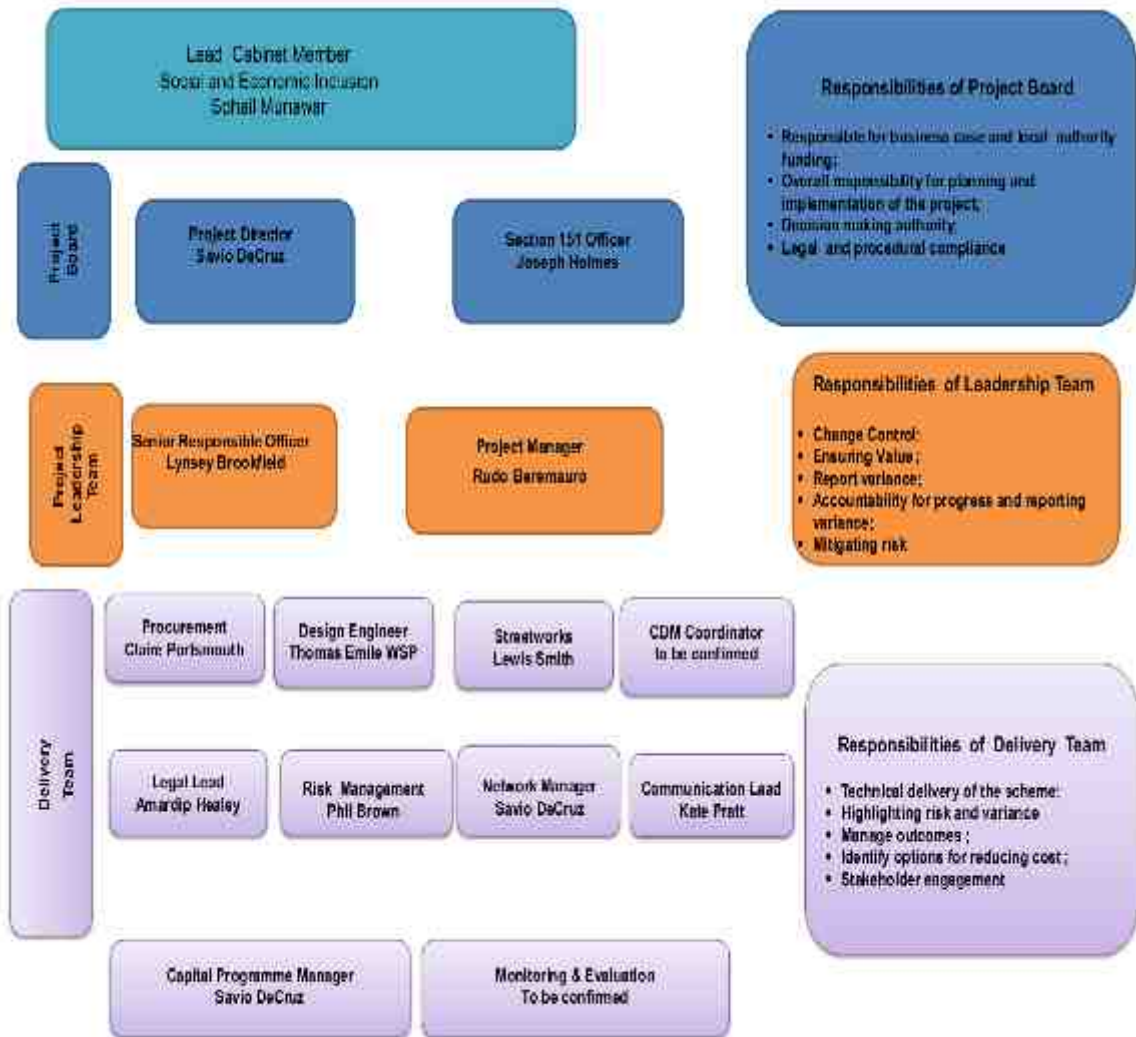 Lead Cabinet Member
Social and Economic Inclusion
Sohail Munawar
Responsibilities of Project Board
• Responsible for business case and local authority
funding;
• Overall responsibility for planning and
implementation of the project;
• Decision making authority;
• Legal and procedural compliance
Project
Board
Project Director
Savio DeCruz
Section 151 Officer
Joseph Holmes
Project
Leadership
Team
Senior Responsible Officer
Lynsey Brookfield
Project Manager
Rudo Beremauro
Responsibilities of Leadership Team
• Change Control;
• Ensuring Value;
• Report variance;
• Accountability for progress and reporting
variance;
• Mitigating risk
Delivery
Team
Procurement
Claire Portsmouth
Design Engineer
Thomas Emile WSP
Streetworks
Lewis Smith
CDM Coordinator
to be confirmed
Legal Lead
Amardip Healey
Risk Management
Phil Brown
Network Manager
Savio DeCruz
Communication Lead
Kate Pratt
Capital Programme Manager
Savio DeCruz
Monitoring & Evaluation
To be confirmed
Responsibilities of Delivery Team
• Technical delivery of the scheme;
• Highlighting risk and variance
• Manage outcomes ;
• Identify options for reducing cost ;
• Stakeholder engagement